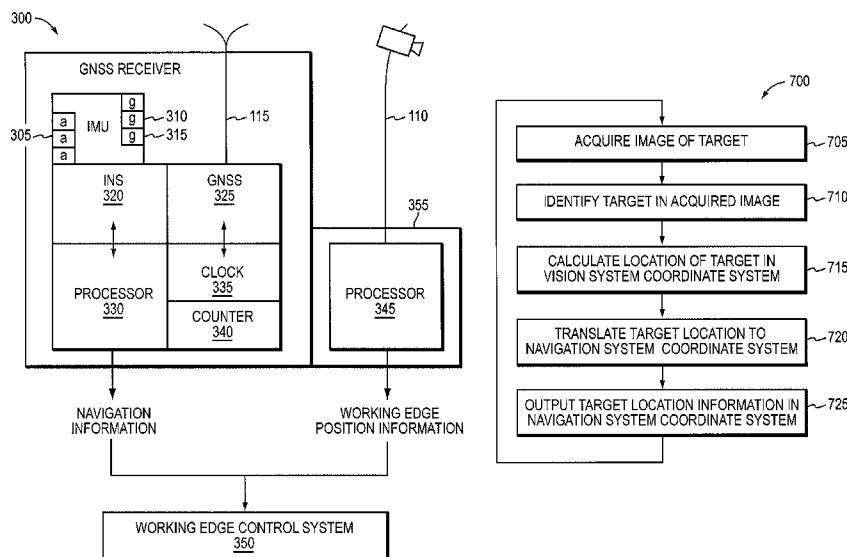 300
GNSS RECEIVER
305
a
a
a
IMU
g
g
g
310
315
115
110
INS
320
GNSS
325
355
PROCESSOR
330
CLOCK
335
COUNTER
340
PROCESSOR
345
NAVIGATION
INFORMATION
WORKING EDGE
POSITION INFORMATION
WORKING EDGE CONTROL SYSTEM
350
700
ACQUIRE IMAGE OF TARGET
705
IDENTIFY TARGET IN ACQUIRED IMAGE
710
CALCULATE LOCATION OF TARGET IN
VISION SYSTEM COORDINATE SYSTEM
715
TRANSLATE TARGET LOCATION TO
NAVIGATION SYSTEM COORDINATE SYSTEM
720
OUTPUT TARGET LOCATION INFORMATION IN
NAVIGATION SYSTEM COORDINATE SYSTEM
725